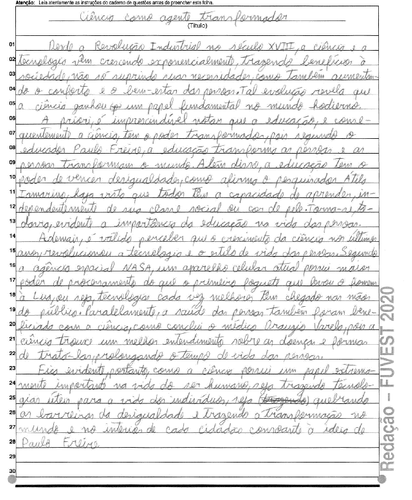 Atenção: Leia atentamente as instruções do caderno de questões antes de preencher esta folha.
Ciência como agente transformador
(Título)
01 Desde a Revolução Industrial no século XVIII, a ciência e a
02 tecnologia vêm crescendo exponencialmente, trazendo benefícios à
03 sociedade, não só suprindo suas necessidades, como também aumentan-
04 do o conforto e o bem-estar das pessoas. Tal evolução revela que
05 a ciência ganhou um papel fundamental no mundo hodierno.
06 A priori, é imprescindível notar que a educação, e conse-
07 quentemente a ciência, tem o poder transformador, pois segundo o
08 educador Paulo Freire, a educação transforma as pessoas e as
09 pessoas transformam o mundo. Além disso, a educação tem o
10 poder de vencer desigualdades, como afirma o pesquisador Atila
11 Iamarino, haja visto que todos têm a capacidade de aprender, in-
12 dependentemente de sua classe social ou cor de pele. Torna-se,
13 evidente a importância da educação na vida das pessoas.
14 Ademais, é válido perceber que o crescimento da ciência nos últimos
15 anos, revolucionou a tecnologia e o estilo de vida das pessoas. Segundo
16 a agência espacial NASA, um aparelho celular atual possui maior
17 poder de processamento do que o primeiro foguete que levou o homem
18 à Lua, ou seja, tecnologias cada vez melhores têm chegado nas mãos
19 do público. Paralelamente, a saúde das pessoas também foram bene-
20 ficiada com a ciência, como conclui o médico Drauzio Varella, pois a
21 ciência trouxe um melhor entendimento sobre as doenças e formas
22 de tratá-las, prolongando o tempo de vida das pessoas.
23 Fica evidente, portanto, como a ciência possui um papel extrema-
24 mente importante na vida do ser humano, seja trazendo tecnolo-
25 gias úteis para a vida dos indivíduos, seja quebrando
26 as barreiras da desigualdade e trazendo a transformação no
27 mundo e no interior de cada cidadão consoante à ideia de
28 Paulo Freire.
29
30
Redação – FUVEST 2020